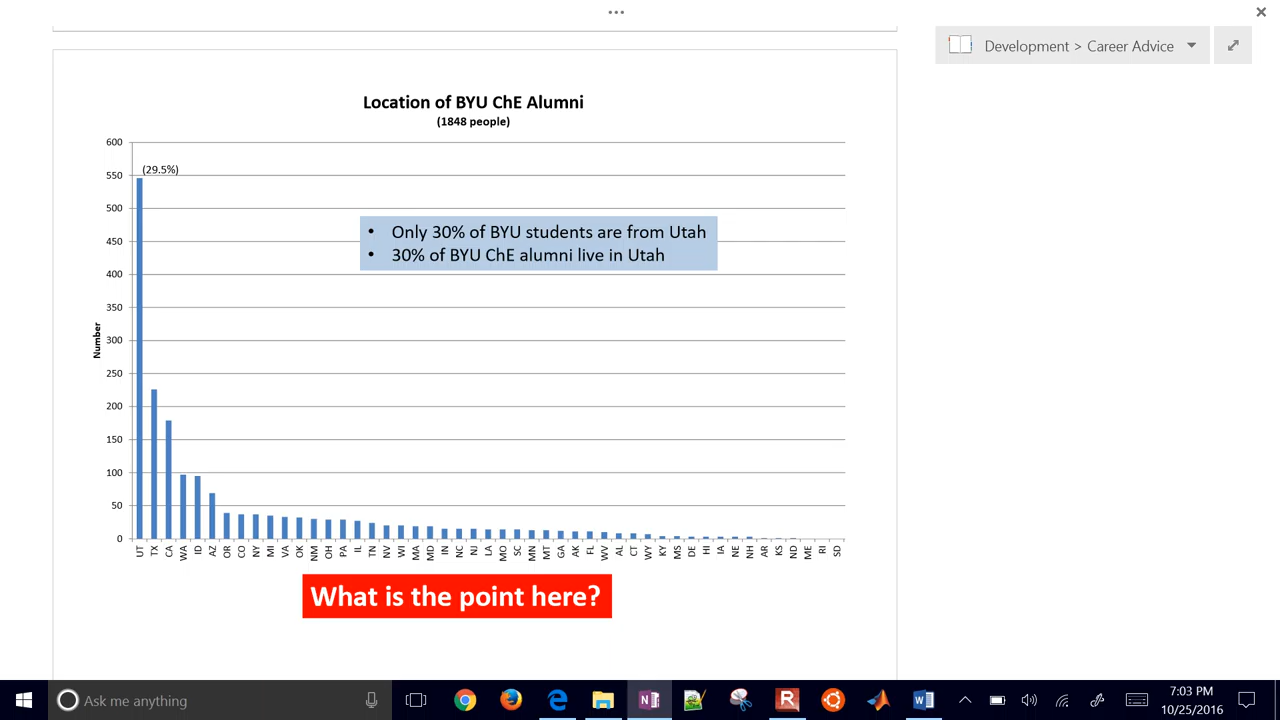 Development > Career Advice
Location of BYU ChE Alumni
(1848 people)
600
550
500
450
400
350
300
250
200
150
100
50
0
Number
(29.5%)
• Only 30% of BYU students are from Utah
• 30% of BYU ChE alumni live in Utah
UT TX CA WA ID AZ OR CO NY MI VA OK NM OH PA IL TN NV WI MA MD IN NC NJ LA MO SC MN MT GA AK FL WV AL CT WY KY MS DE HI IA NE NH AR KS ND ME RI SD
What is the point here?
Ask me anything
7:03 PM
10/25/2016